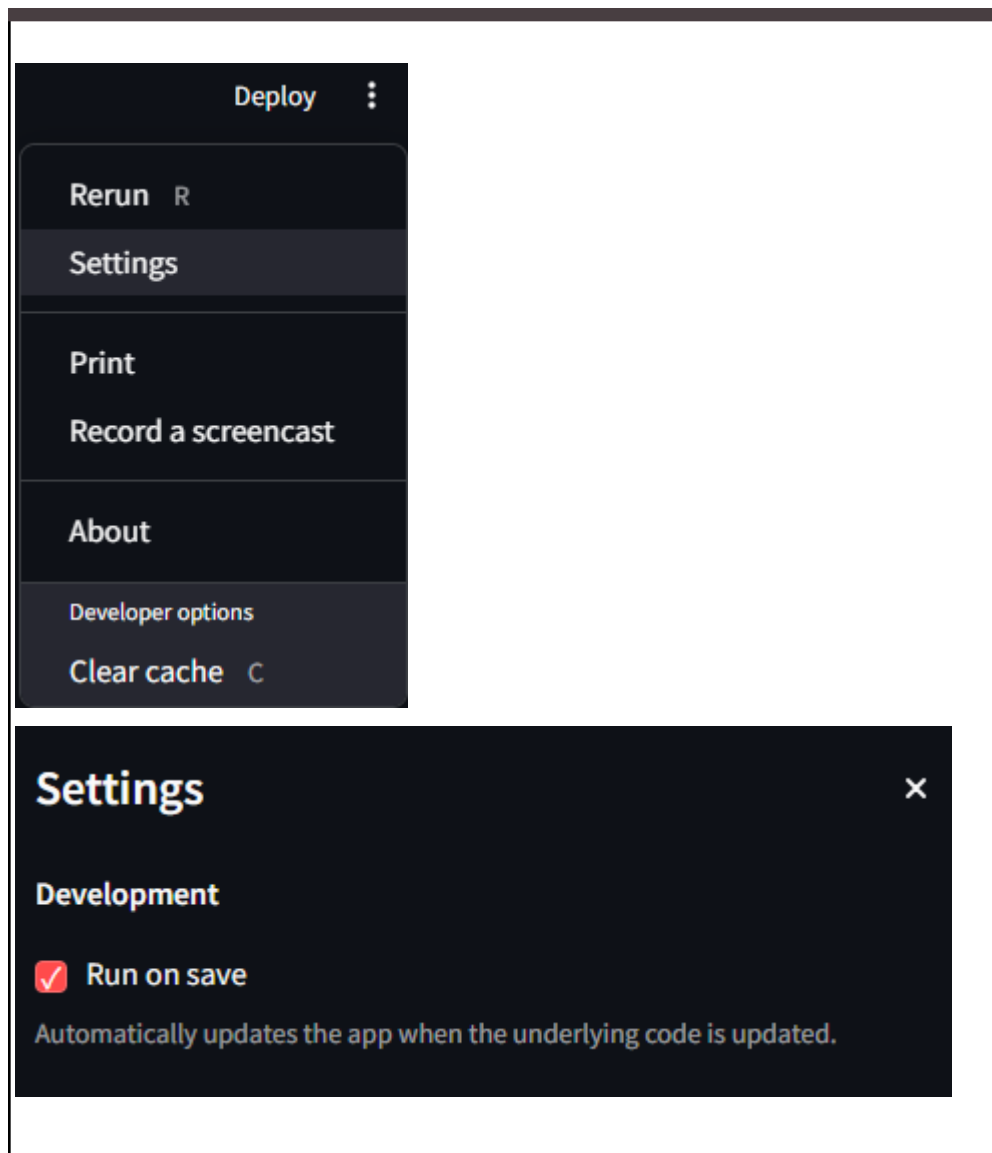 Deploy
Rerun R
Settings
Print
Record a screencast
About
Developer options
Clear cache C
Settings
Development
Run on save
Automatically updates the app when the underlying code is updated.